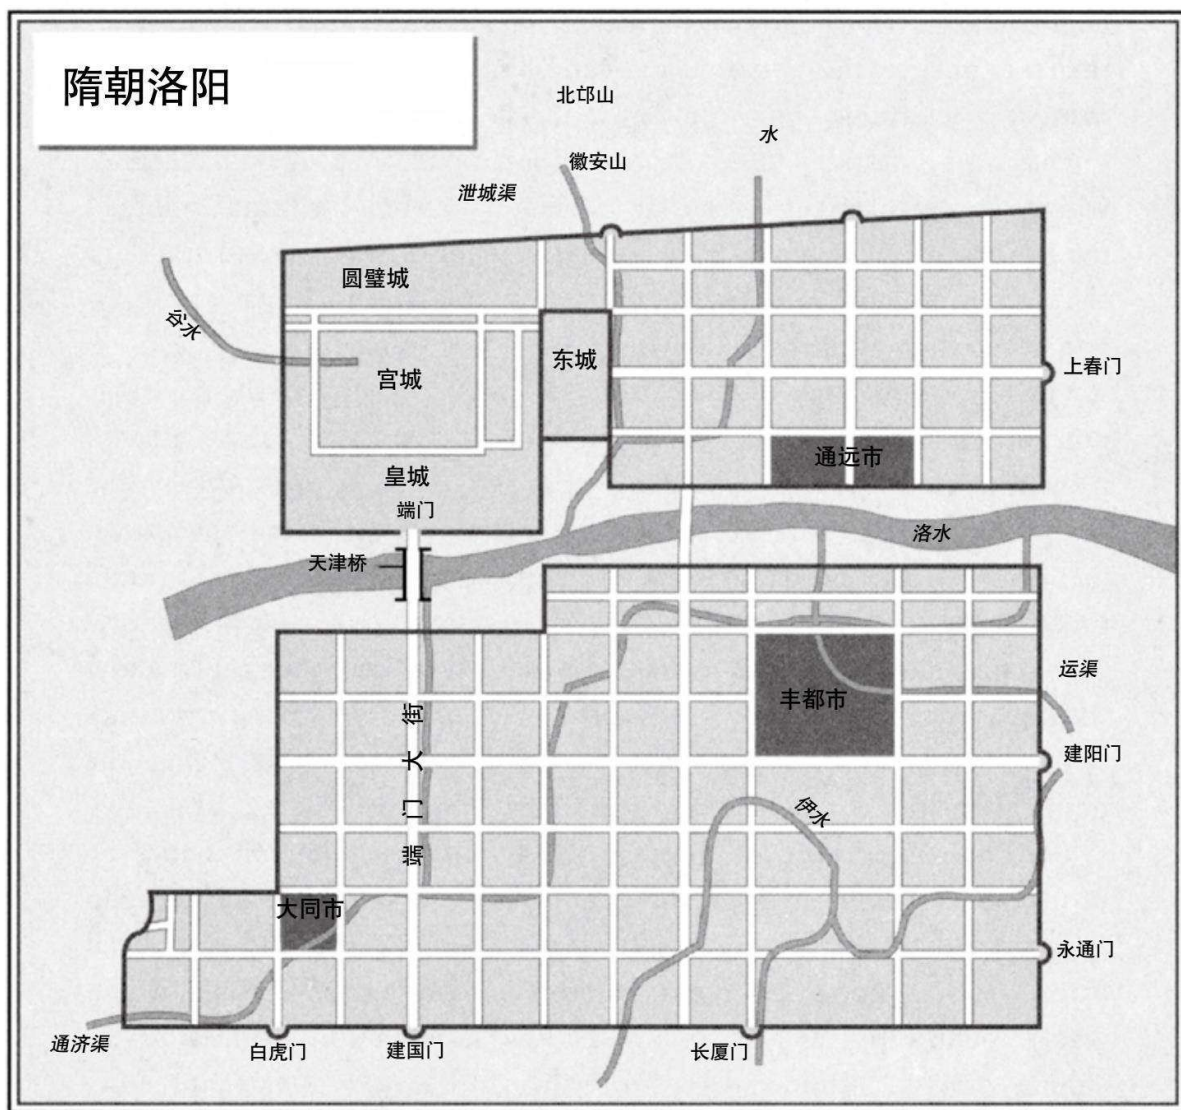 隋朝洛阳
北邙山
水
徽安山
泄城渠
圆璧城
谷水
东城
上春门
宫城
通远市
皇城
端门
洛水
天津桥
运渠
丰都市
建阳门
端门大街
伊水
大同市
永通门
通济渠
白虎门
建国门
长厦门